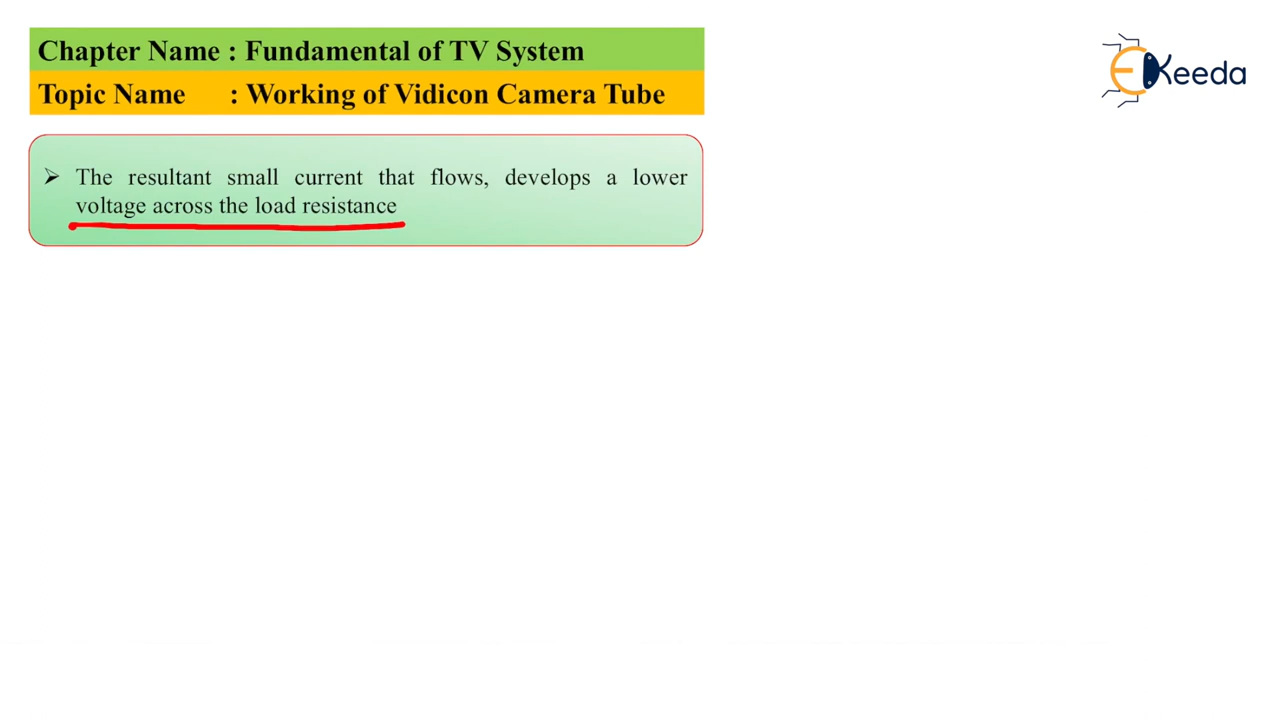 Chapter Name : Fundamental of TV System
Topic Name : Working of Vidicon Camera Tube
EKeeda
➢ The resultant small current that flows, develops a lower
voltage across the load resistance